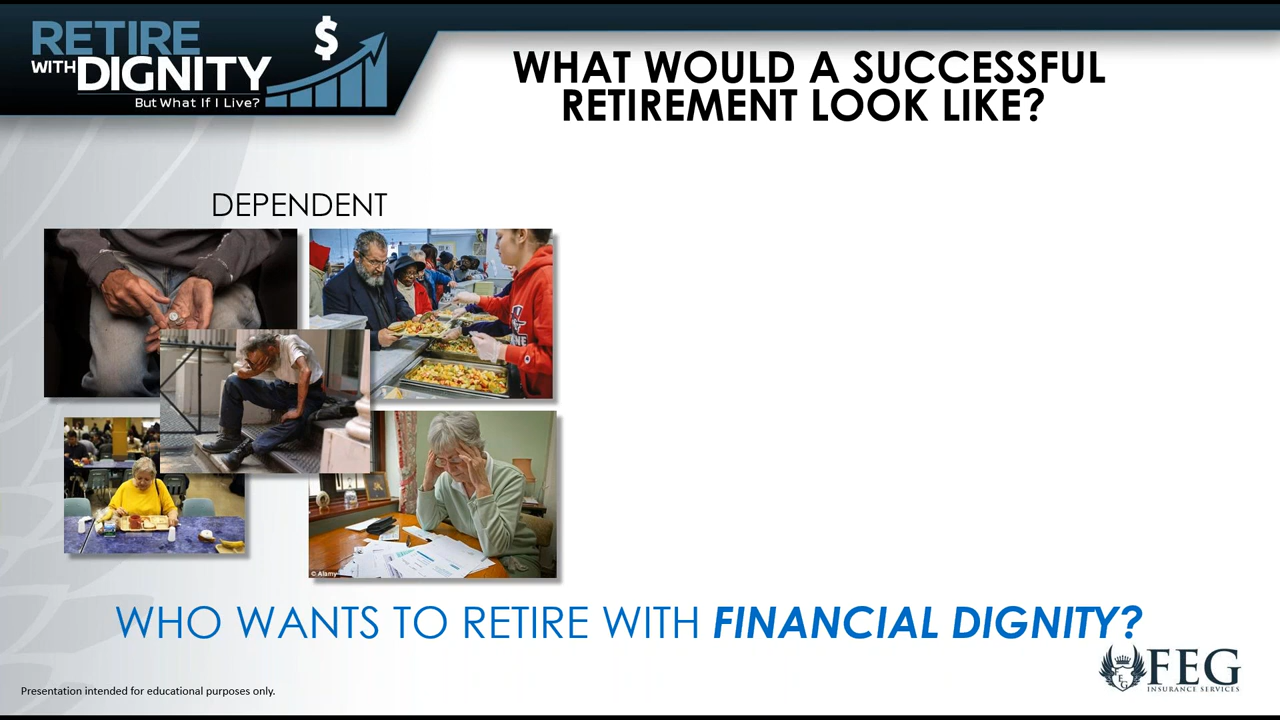 RETIRE
WITH DIGNITY
But What If I Live?
$
WHAT WOULD A SUCCESSFUL
RETIREMENT LOOK LIKE?
DEPENDENT
© Alamy
WHO WANTS TO RETIRE WITH FINANCIAL DIGNITY?
FEG
INSURANCE SERVICES
Presentation intended for educational purposes only.